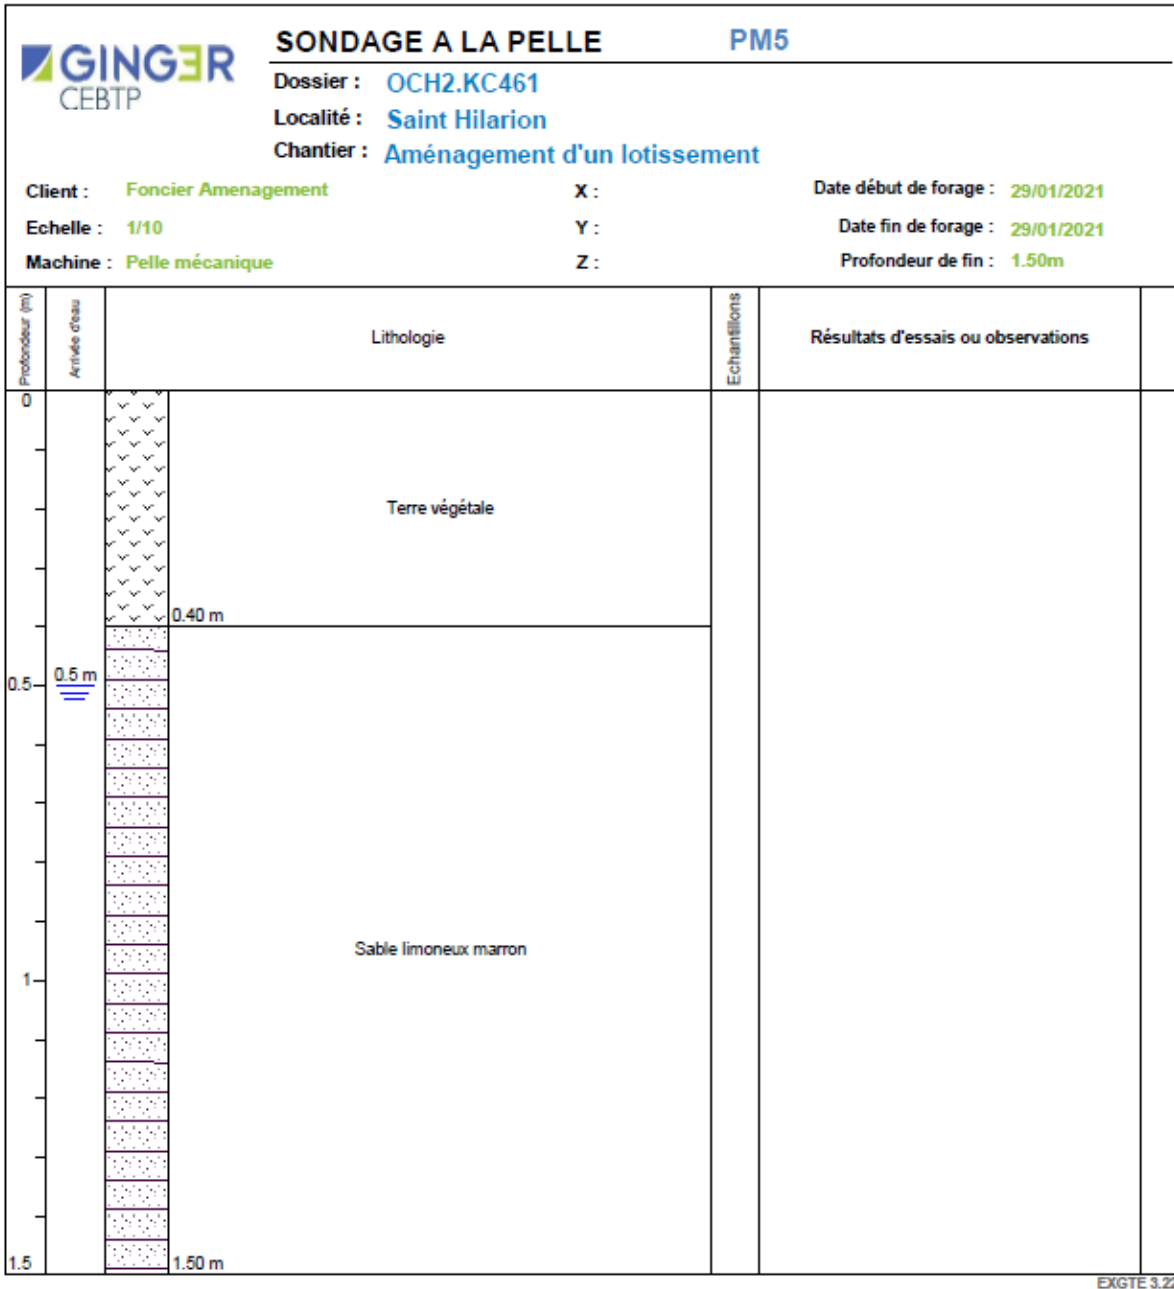 GINGER
CEBTP
SONDAGE A LA PELLE PM5
Dossier : OCH2.KC461
Localité : Saint Hilarion
Chantier : Aménagement d'un lotissement
Client : Foncier Amenagement X : Date début de forage : 29/01/2021
Echelle : 1/10 Y : Date fin de forage : 29/01/2021
Machine : Pelle mécanique Z : Profondeur de fin : 1.50m
Profondeur (m) Arrivée d'eau Lithologie Echantillons Résultats d'essais ou observations
0
Terre végétale
0.40 m
0.5 0.5 m
Sable limoneux marron
1
1.5 1.50 m
EXGTE 3.22